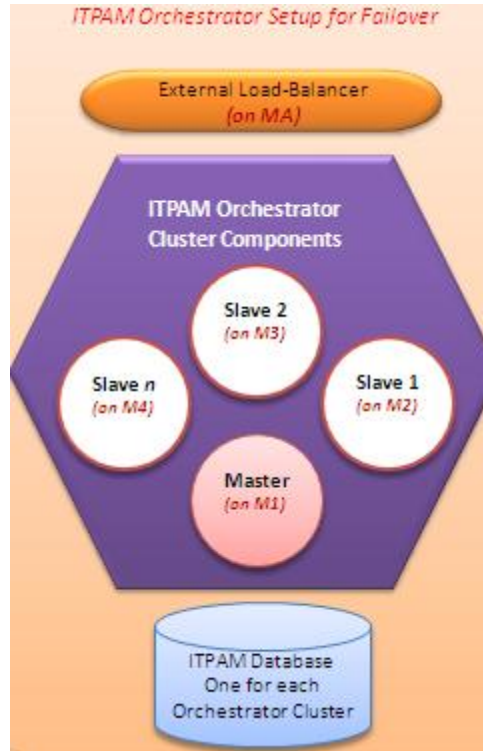 ITPAM Orchestrator Setup for Failover
External Load-Balancer
(on MA)
ITPAM Orchestrator
Cluster Components
Slave 2
(on M3)
Slave n
(on M4)
Slave 1
(on M2)
Master
(on M1)
ITPAM Database
One for each
Orchestrator Cluster